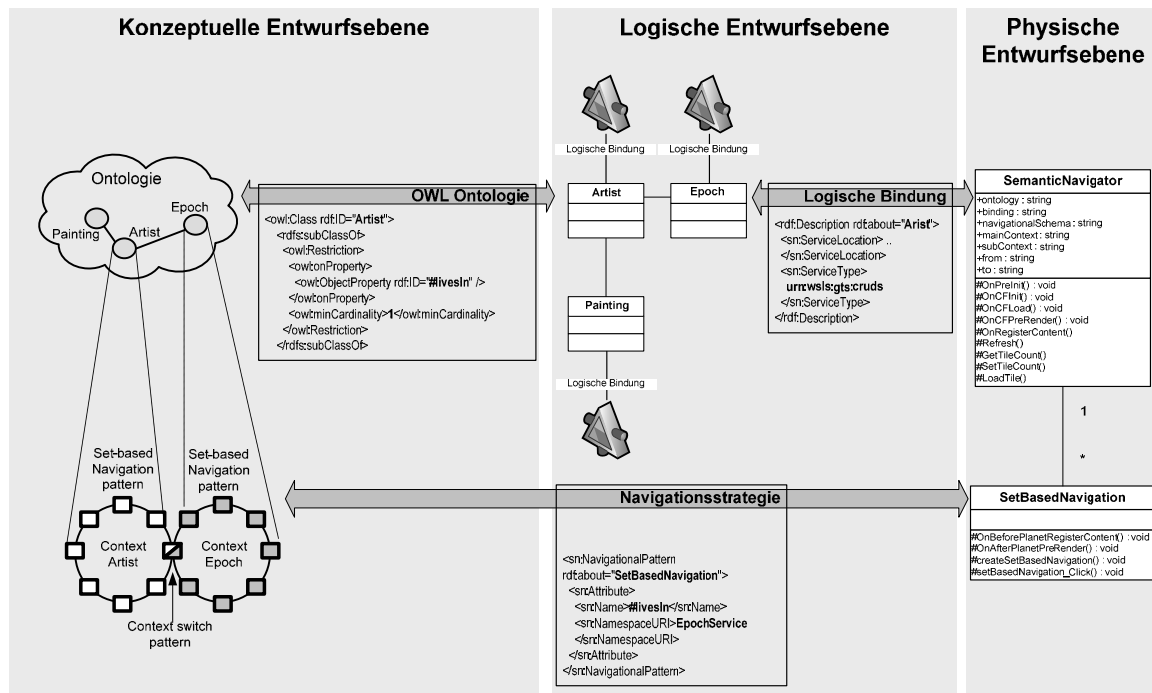 Konzeptuelle Entwurfsebene
Logische Entwurfsebene
Physische
Entwurfsebene
Ontologie
Painting
Artist
Epoch
OWL Ontologie
<owl:Class rdf:ID="Artist">
<rdfs:subClassOf>
<owl:Restriction>
<owl:onProperty>
<owl:ObjectProperty rdf:ID="#livesIn" />
</owl:onProperty>
<owl:minCardinality>1</owl:minCardinality>
</owl:Restriction>
</rdfs:subClassOf>
Set-based
Navigation
pattern
Set-based
Navigation
pattern
Context
Artist
Context
Epoch
Context switch
pattern
Logische Bindung
Logische Bindung
Artist
Epoch
Painting
Logische Bindung
Logische Bindung
<rdf:Description rdf:about="Arist">
<sn:ServiceLocation> ..
</sn:ServiceLocation>
<sn:ServiceType>
urn:wsls:gts:cruds
</sn:ServiceType>
</rdf:Description>
Navigationsstrategie
<sn:NavigationalPattern
rdf:about="SetBasedNavigation">
<sn:Attribute>
<sn:Name>#livesIn</sn:Name>
<sn:NamespaceURI>EpochService
</sn:NamespaceURI>
</sn:Attribute>
</sn:NavigationalPattern>
SemanticNavigator
+ontology : string
+binding : string
+navigationalSchema : string
+mainContext : string
+subContext : string
+from : string
+to : string
#OnPreInit() : void
#OnCFInit() : void
#OnCFLoad() : void
#OnCFPreRender() : void
#OnRegisterContent()
#Refresh()
#GetTileCount()
#SetTileCount()
#LoadTile()
1
*
SetBasedNavigation
#OnBeforePlanetRegisterContent() : void
#OnAfterPlanetPreRender() : void
#createSetBasedNavigation() : void
#setBasedNavigation_Click() : void